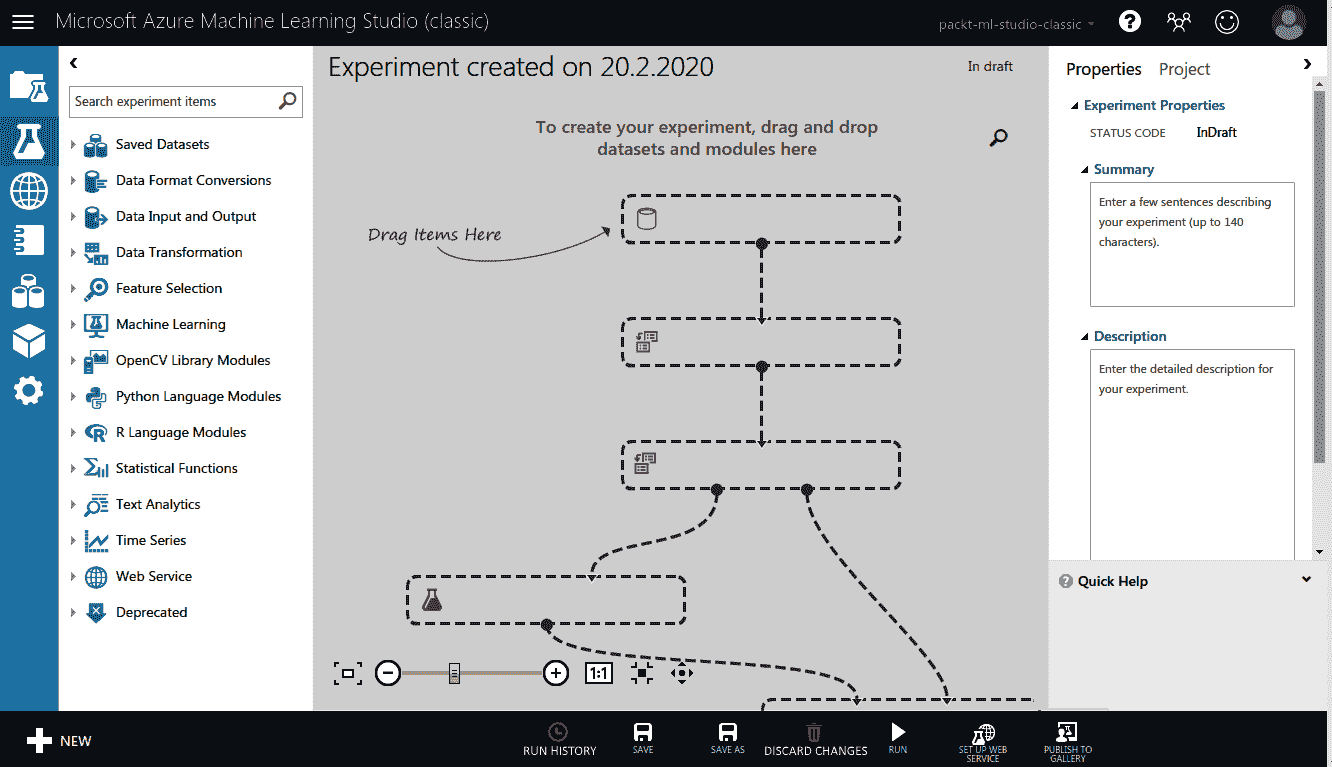 Microsoft Azure Machine Learning Studio (classic)
packt-ml-studio-classic
?
Search experiment items
Saved Datasets
Data Format Conversions
Data Input and Output
Data Transformation
Feature Selection
Machine Learning
OpenCV Library Modules
Python Language Modules
R Language Modules
Statistical Functions
Text Analytics
Time Series
Web Service
Deprecated
Experiment created on 20.2.2020
In draft
To create your experiment, drag and drop
datasets and modules here
Drag Items Here
1:1
Properties
Project
Experiment Properties
STATUS CODE
InDraft
Summary
Enter a few sentences describing
your experiment (up to 140
characters).
Description
Enter the detailed description for
your experiment.
? Quick Help
NEW
RUN HISTORY
SAVE
SAVE AS
DISCARD CHANGES
RUN
SET UP WEB
SERVICE
PUBLISH TO
GALLERY